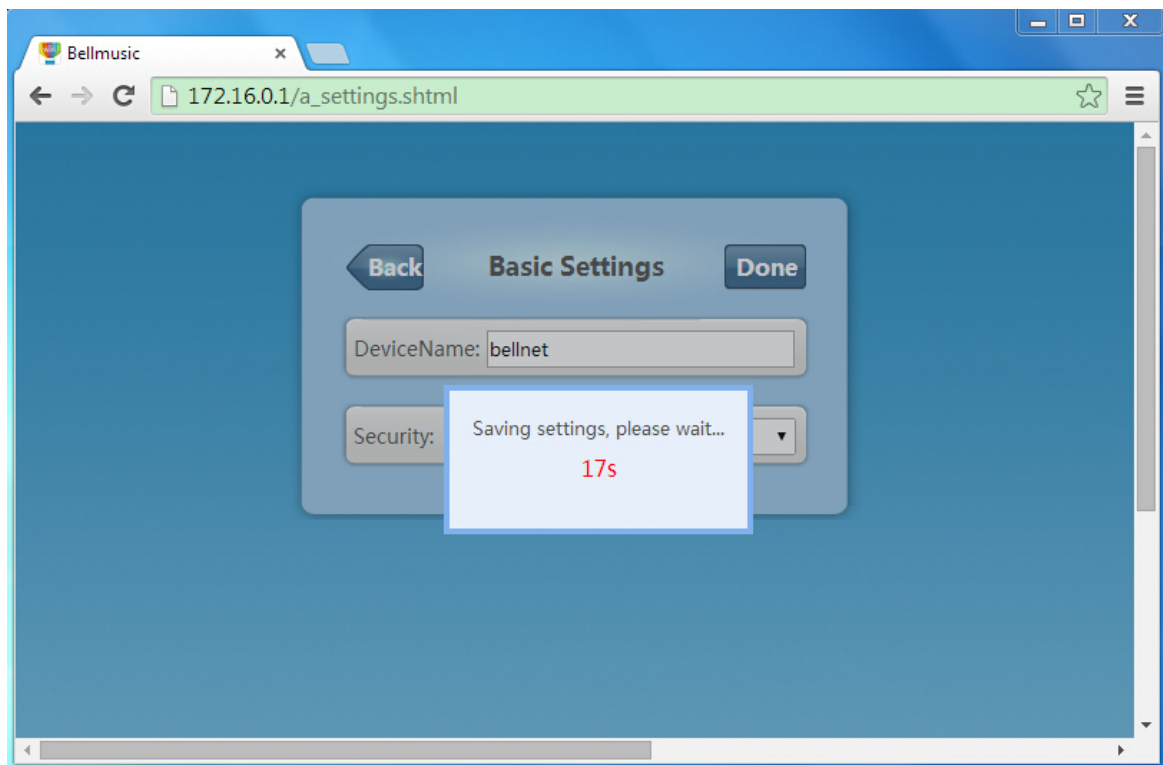 Bellmusic
172.16.0.1/a_settings.shtml
Back Basic Settings Done
DeviceName: bellnet
Security:
Saving settings, please wait...
17s